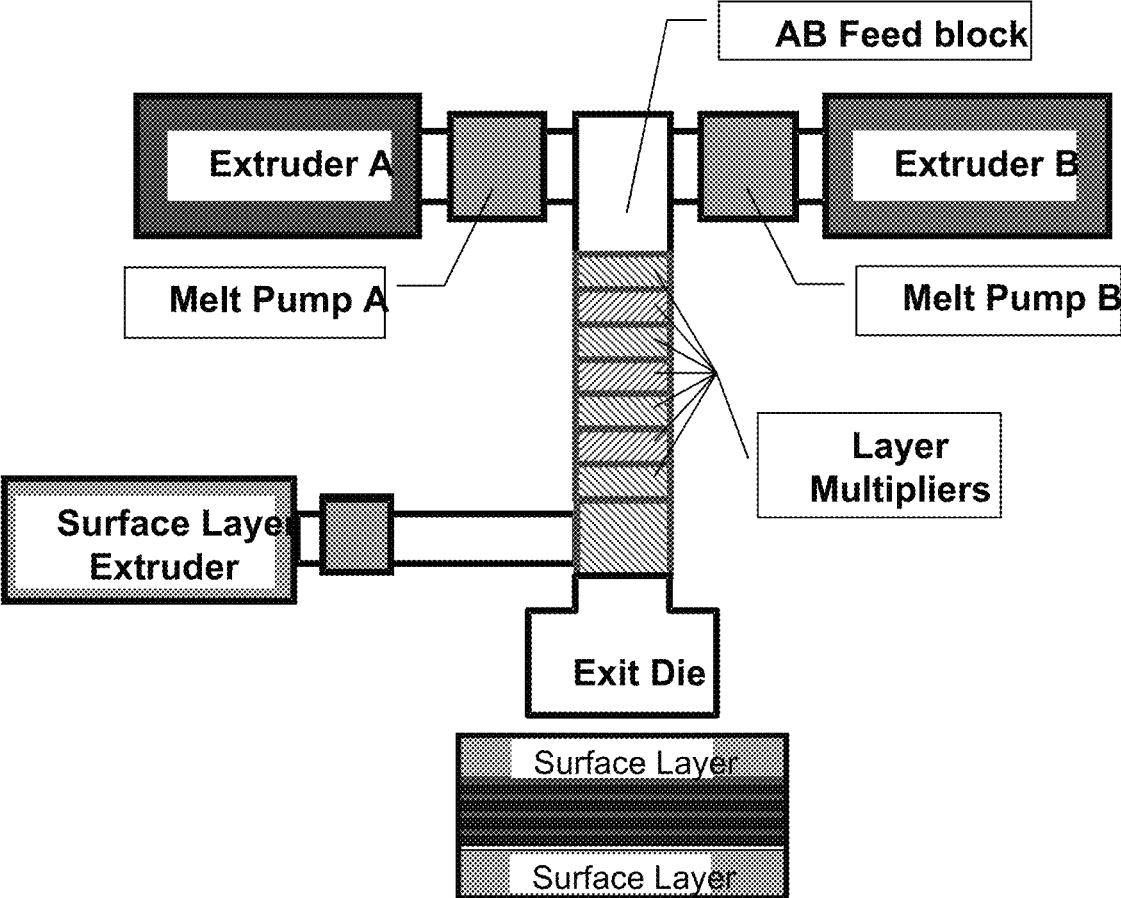 AB Feed block
Extruder A
Extruder B
Melt Pump A
Melt Pump B
Layer
Multipliers
Surface Layer
Extruder
Exit Die
Surface Layer
Surface Layer